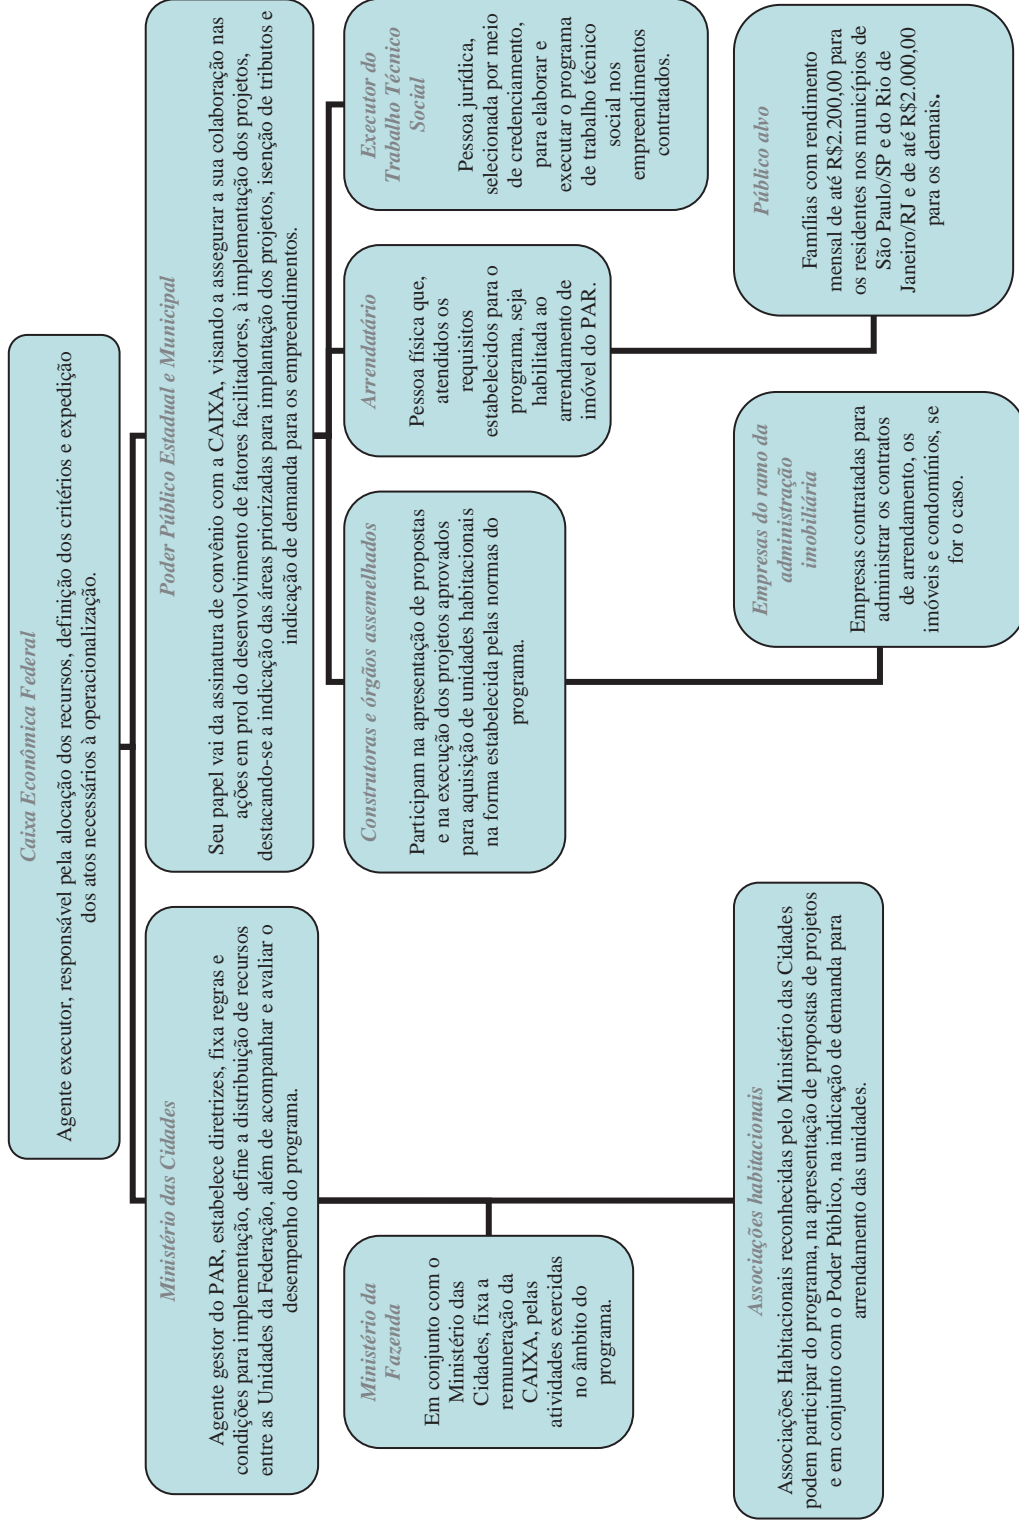 Caixa Econômica Federal
Agente executor, responsável pela alocação dos recursos, definição dos critérios e expedição
dos atos necessários à operacionalização.
Ministério das Cidades
Agente gestor do PAR, estabelece diretrizes, fixa regras e
condições para implementação, define a distribuição de recursos
entre as Unidades da Federação, além de acompanhar e avaliar o
desempenho do programa.
Poder Público Estadual e Municipal
Seu papel vai da assinatura de convênio com a CAIXA, visando a assegurar a sua colaboração nas
ações em prol do desenvolvimento de fatores facilitadores, à implementação dos projetos,
destacando-se a indicação das áreas priorizadas para implantação dos projetos, isenção de tributos e
indicação de demanda para os empreendimentos.
Ministério da
Fazenda
Em conjunto com o
Ministério das
Cidades, fixa a
remuneração da
CAIXA, pelas
atividades exercidas
no âmbito do
programa.
Construtoras e órgãos assemelhados
Participam na apresentação de propostas
e na execução dos projetos aprovados
para aquisição de unidades habitacionais
na forma estabelecida pelas normas do
programa.
Arrendatário
Pessoa física que,
atendidos os
requisitos
estabelecidos para o
programa, seja
habilitada ao
arrendamento de
imóvel do PAR.
Executor do
Trabalho Técnico
Social
Pessoa jurídica,
selecionada por meio
de credenciamento,
para elaborar e
executar o programa
de trabalho técnico
social nos
empreendimentos
contratados.
Associações habitacionais
Associações Habitacionais reconhecidas pelo Ministério das Cidades
podem participar do programa, na apresentação de propostas de projetos
e em conjunto com o Poder Público, na indicação de demanda para
arrendamento das unidades.
Empresas do ramo da
administração
imobiliária
Empresas contratadas para
administrar os contratos
de arrendamento, os
imóveis e condomínios, se
for o caso.
Público alvo
Famílias com rendimento
mensal de até R$2.200,00 para
os residentes nos municípios de
São Paulo/SP e do Rio de
Janeiro/RJ e de até R$2.000,00
para os demais.